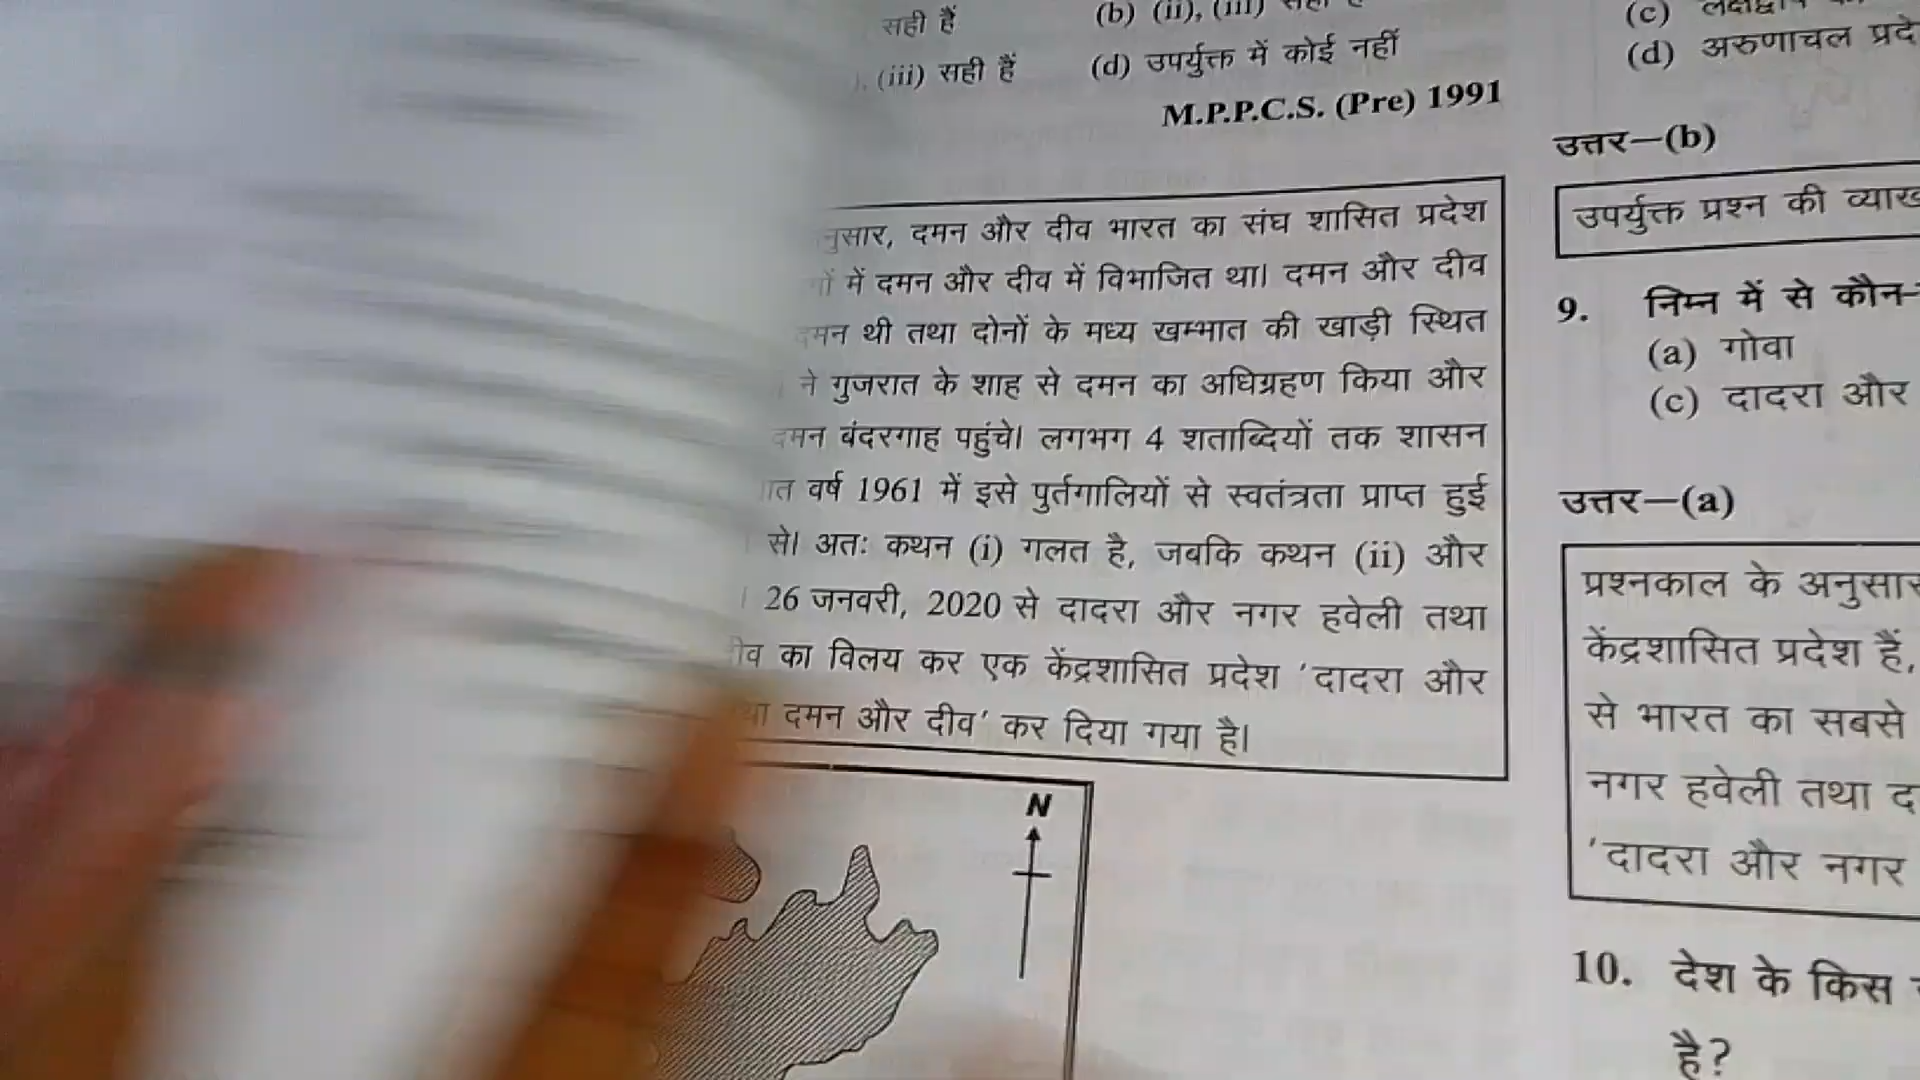 सही हैं
(b) (ii), (iii)
(iii) सही हैं
(d) उपर्युक्त में कोई नहीं
M.P.P.C.S. (Pre) 1991
दमन और दीव भारत का संघ शासित प्रदेश
में दमन और दीव में विभाजित था। दमन और दीव
थी तथा दोनों के मध्य खम्भात की खाड़ी स्थित
ने गुजरात के शाह से दमन का अधिग्रहण किया और
दमन बंदरगाह पहुंचे। लगभग 4 शताब्दियों तक शासन
वर्ष 1961 में इसे पुर्तगालियों से स्वतंत्रता प्राप्त हुई
से। अतः कथन (i) गलत है, जबकि कथन (ii) और
26 जनवरी, 2020 से दादरा और नगर हवेली तथा
का विलय कर एक केंद्रशासित प्रदेश 'दादरा और
दमन और दीव' कर दिया गया है।
N
(c)
(d) अरुणाचल प्रदे
उत्तर—(b)
उपर्युक्त प्रश्न की व्याख
9. निम्न में से कौन-
(a) गोवा
(c) दादरा और
उत्तर—(a)
प्रश्नकाल के अनुसार
केंद्रशासित प्रदेश हैं,
से भारत का सबसे
नगर हवेली तथा द
'दादरा और नगर
10. देश के किस
है?